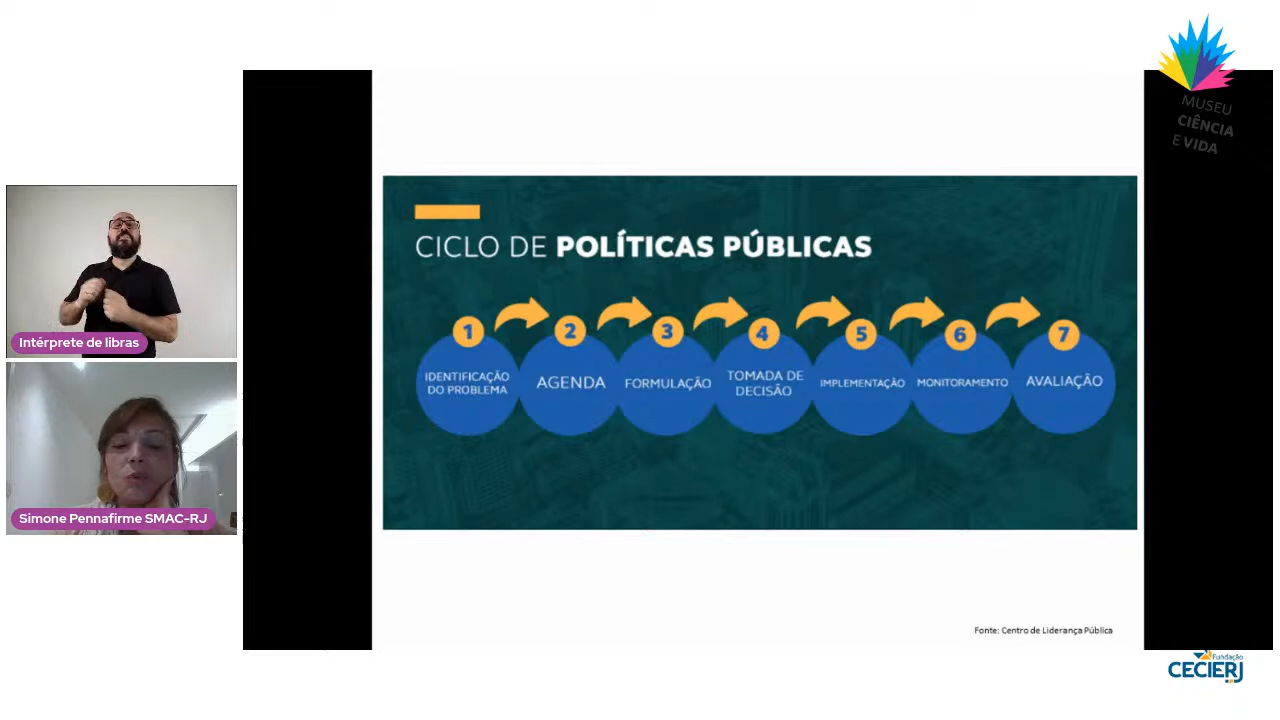 MUSEU
CIÊNCIA
E VIDA
CICLO DE POLÍTICAS PÚBLICAS
1
IDENTIFICAÇÃO
DO PROBLEMA
2
AGENDA
3
FORMULAÇÃO
4
TOMADA DE
DECISÃO
5
IMPLEMENTAÇÃO
6
MONITORAMENTO
7
AVALIAÇÃO
Intérprete de libras
Simone Pennafirme SMAC-RJ
Fonte: Centro de Liderança Pública
Fundação
CECIERJ